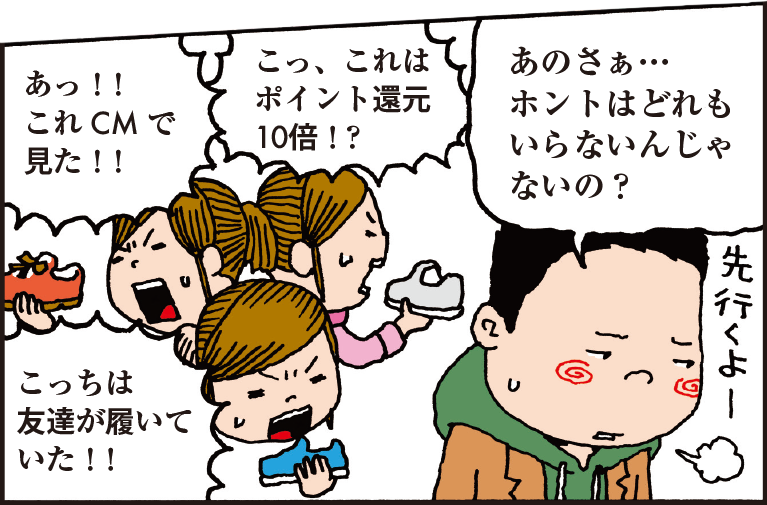 あのさぁ…
ホントはどれも
いらないんじゃ
ないの？
先行くよー
こっ、これは
ポイント還元
10倍！？
あっ！！
これCMで
見た！！
こっちは
友達が履いて
いた！！